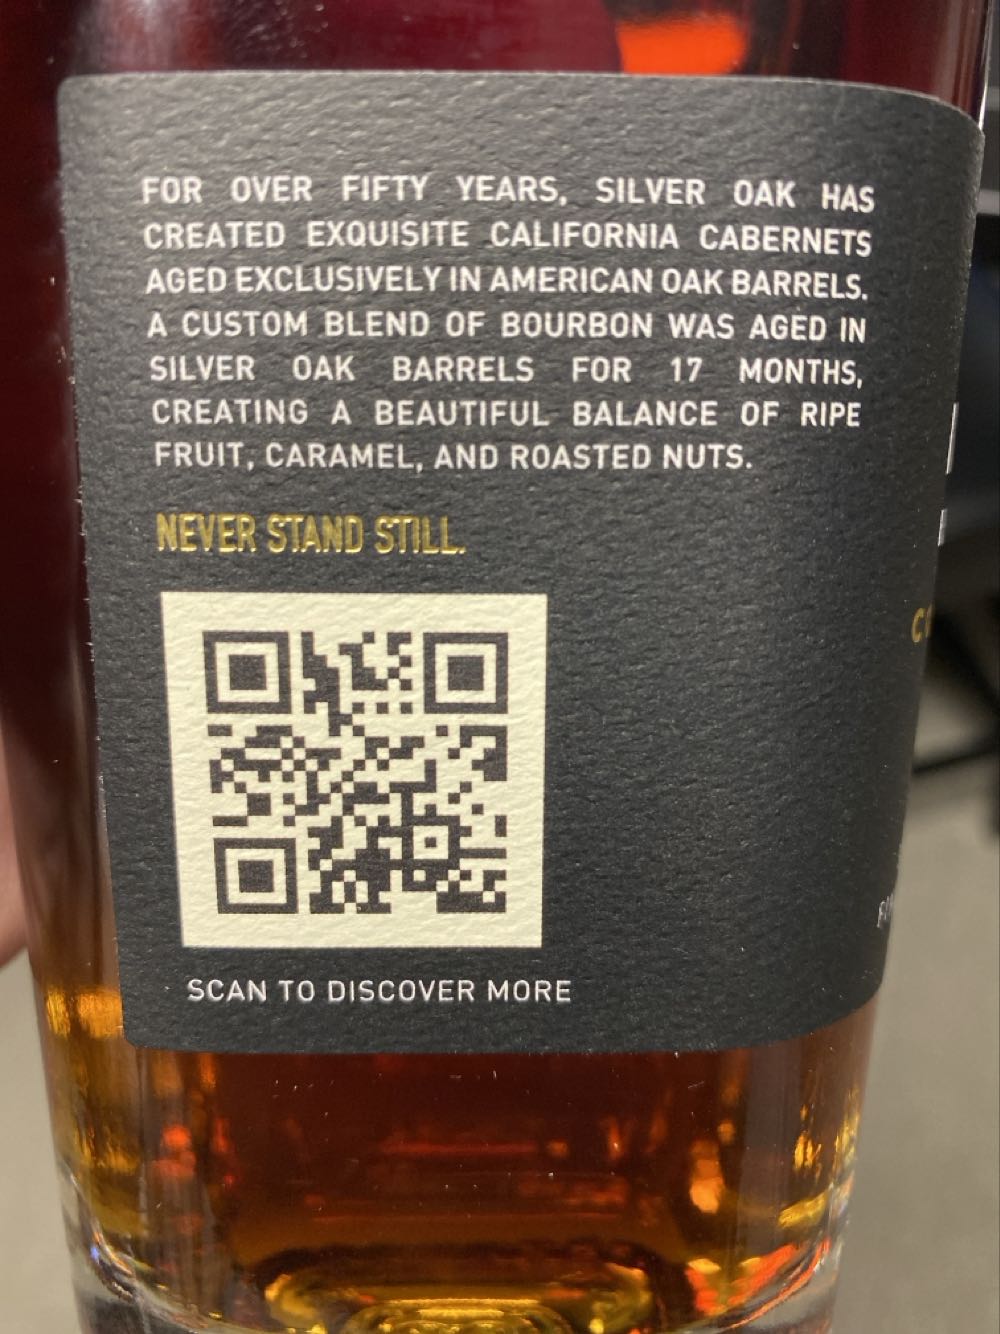 FOR OVER FIFTY YEARS, SILVER OAK HAS
CREATED EXQUISITE CALIFORNIA CABERNETS
AGED EXCLUSIVELY IN AMERICAN OAK BARRELS.
A CUSTOM BLEND OF BOURBON WAS AGED IN
SILVER OAK BARRELS FOR 17 MONTHS,
CREATING A BEAUTIFUL BALANCE OF RIPE
FRUIT, CARAMEL, AND ROASTED NUTS.
NEVER STAND STILL.
SCAN TO DISCOVER MORE